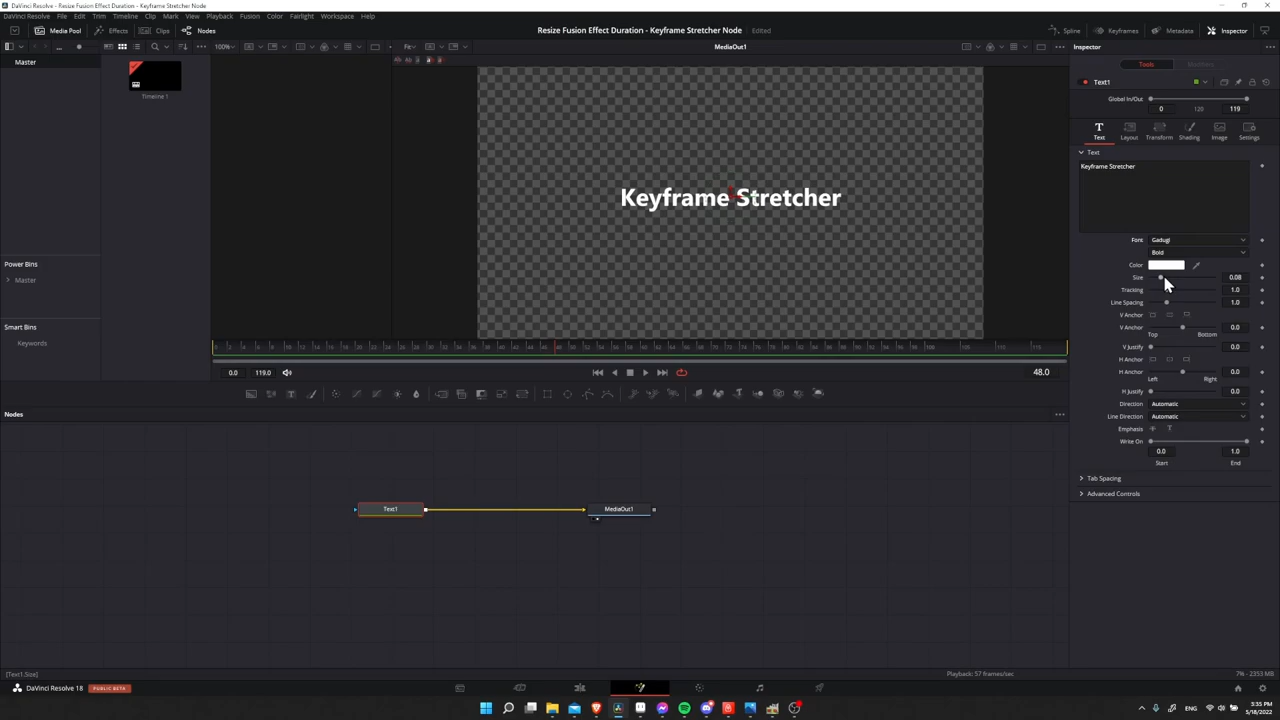 DaVinci Resolve Studio - Resize Fusion Effect Duration - Keyframe Stretcher Node
DaVinci Resolve File Edit Trim Timeline Clip Mark View Playback Fusion Color Fairlight Workspace Help
Media Pool Effects Clips Nodes Resize Fusion Effect Duration - Keyframe Stretcher Node Edited Spline Keyframes Metadata Inspector
100% Fit MediaOut1 Inspector
Master
Timeline 1
Tools Modifiers
Text1
Global In/Out
0 120 119
Text Layout Transform Shading Image Settings
Text
Keyframe Stretcher
Keyframe Stretcher
Font Gadugi
Bold
Color
Size 0.08
Tracking 1.0
Line Spacing 1.0
V Anchor
V Anchor 0.0
Top Bottom
V Justify 0.0
H Anchor
H Anchor 0.0
Left Right
H Justify 0.0
Direction Automatic
Line Direction Automatic
Emphasis
Write On
0.0 1.0
Start End
Tab Spacing
Advanced Controls
Power Bins
Master
Smart Bins
Keywords
0.0 119.0 48.0
Nodes
Text1 MediaOut1
[Text1.Size] Playback: 57 frames/sec 7% - 2353 MB
DaVinci Resolve 18 PUBLIC BETA
3:35 PM
5/18/2022